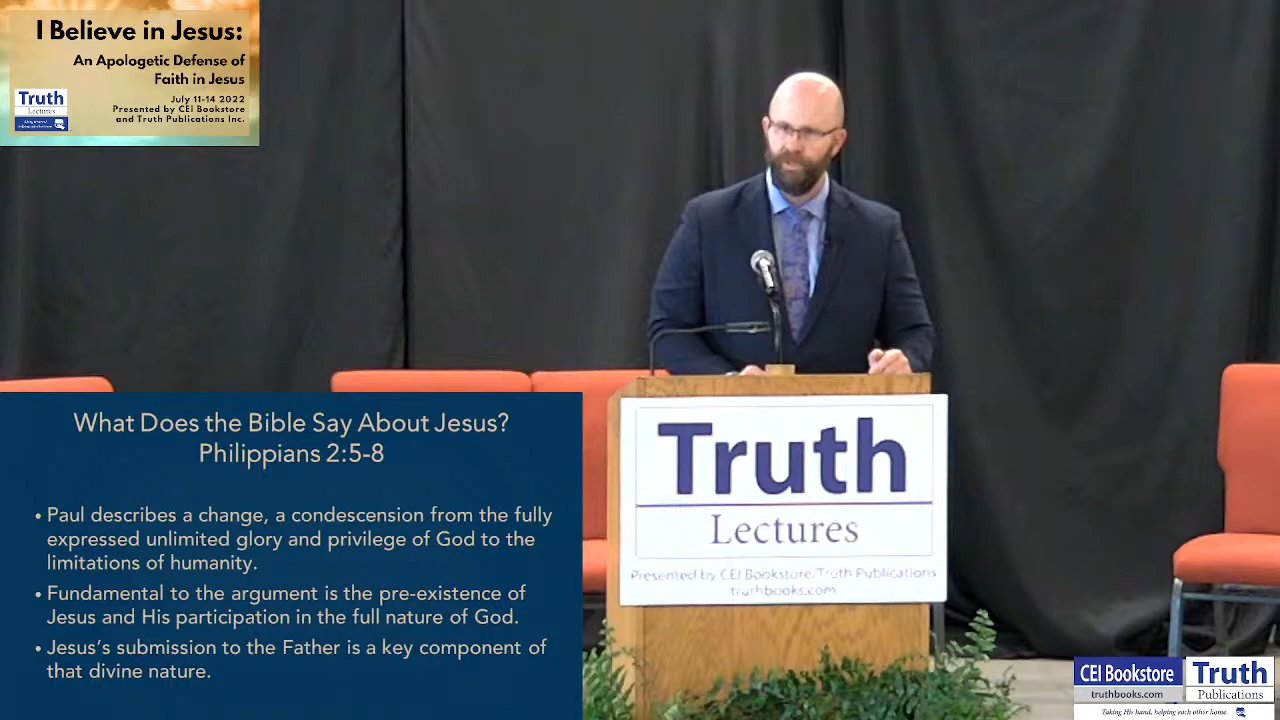 I Believe in Jesus:
An Apologetic Defense of
Faith in Jesus
July 11-14 2022
Presented by CEI Bookstore
and Truth Publications Inc.
Truth
Lectures
What Does the Bible Say About Jesus?
Philippians 2:5-8
• Paul describes a change, a condescension from the fully
expressed unlimited glory and privilege of God to the
limitations of humanity.
• Fundamental to the argument is the pre-existence of
Jesus and His participation in the full nature of God.
• Jesus's submission to the Father is a key component of
that divine nature.
Truth
Lectures
Presented by CEI Bookstore/Truth Publications
truthbooks.com
CEI Bookstore
truthbooks.com
Truth
Publications
Taking His hand, helping each other home.